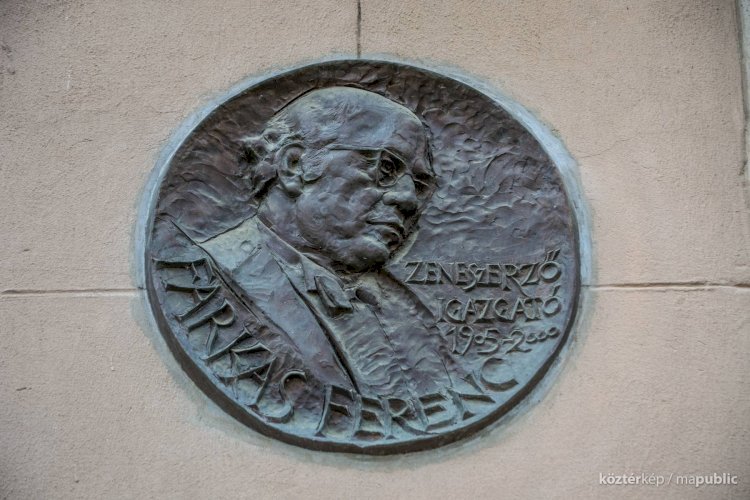 FARKAS FERENC
ZENESZERZŐ
IGAZGATÓ
1905-2000
köztérkép / mapublic